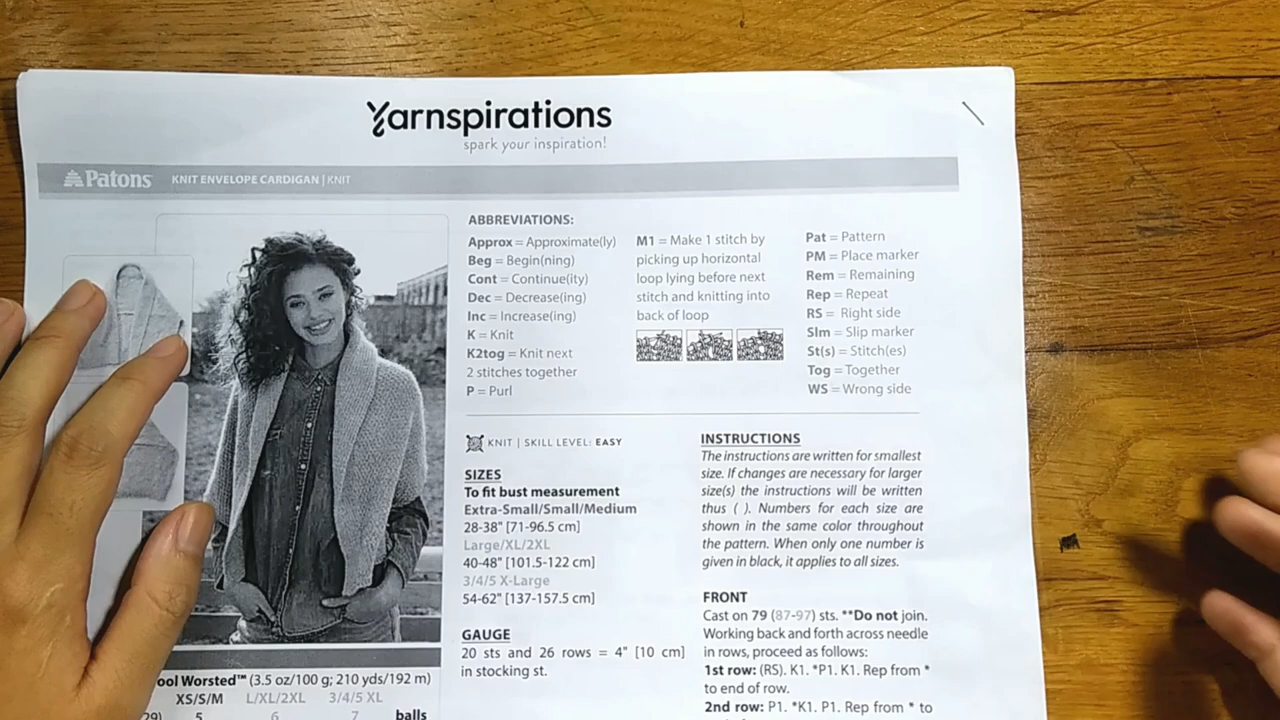 Yarnspirations
spark your inspiration!
Patons KNIT ENVELOPE CARDIGAN | KNIT
ABBREVIATIONS:
Approx = Approximate(ly)
Beg = Begin(ning)
Cont = Continue(ity)
Dec = Decrease(ing)
Inc = Increase(ing)
K = Knit
K2tog = Knit next
2 stitches together
P = Purl
M1 = Make 1 stitch by
picking up horizontal
loop lying before next
stitch and knitting into
back of loop
Pat = Pattern
PM = Place marker
Rem = Remaining
Rep = Repeat
RS = Right side
Slm = Slip marker
St(s) = Stitch(es)
Tog = Together
WS = Wrong side
KNIT | SKILL LEVEL: EASY
SIZES
To fit bust measurement
Extra-Small/Small/Medium
28-38" [71-96.5 cm]
Large/XL/2XL
40-48" [101.5-122 cm]
3/4/5 X-Large
54-62" [137-157.5 cm]
GAUGE
20 sts and 26 rows = 4" [10 cm]
in stocking st.
INSTRUCTIONS
The instructions are written for smallest
size. If changes are necessary for larger
size(s) the instructions will be written
thus ( ). Numbers for each size are
shown in the same color throughout
the pattern. When only one number is
given in black, it applies to all sizes.
FRONT
Cast on 79 (87-97) sts. **Do not join.
Working back and forth across needle
in rows, proceed as follows:
1st row: (RS). K1. *P1. K1. Rep from *
to end of row.
2nd row: P1. *K1. P1. Rep from * to
ool Worsted™ (3.5 oz/100 g; 210 yds/192 m)
XS/S/M L/XL/2XL 3/4/5 XL
29) 5 6 7 balls